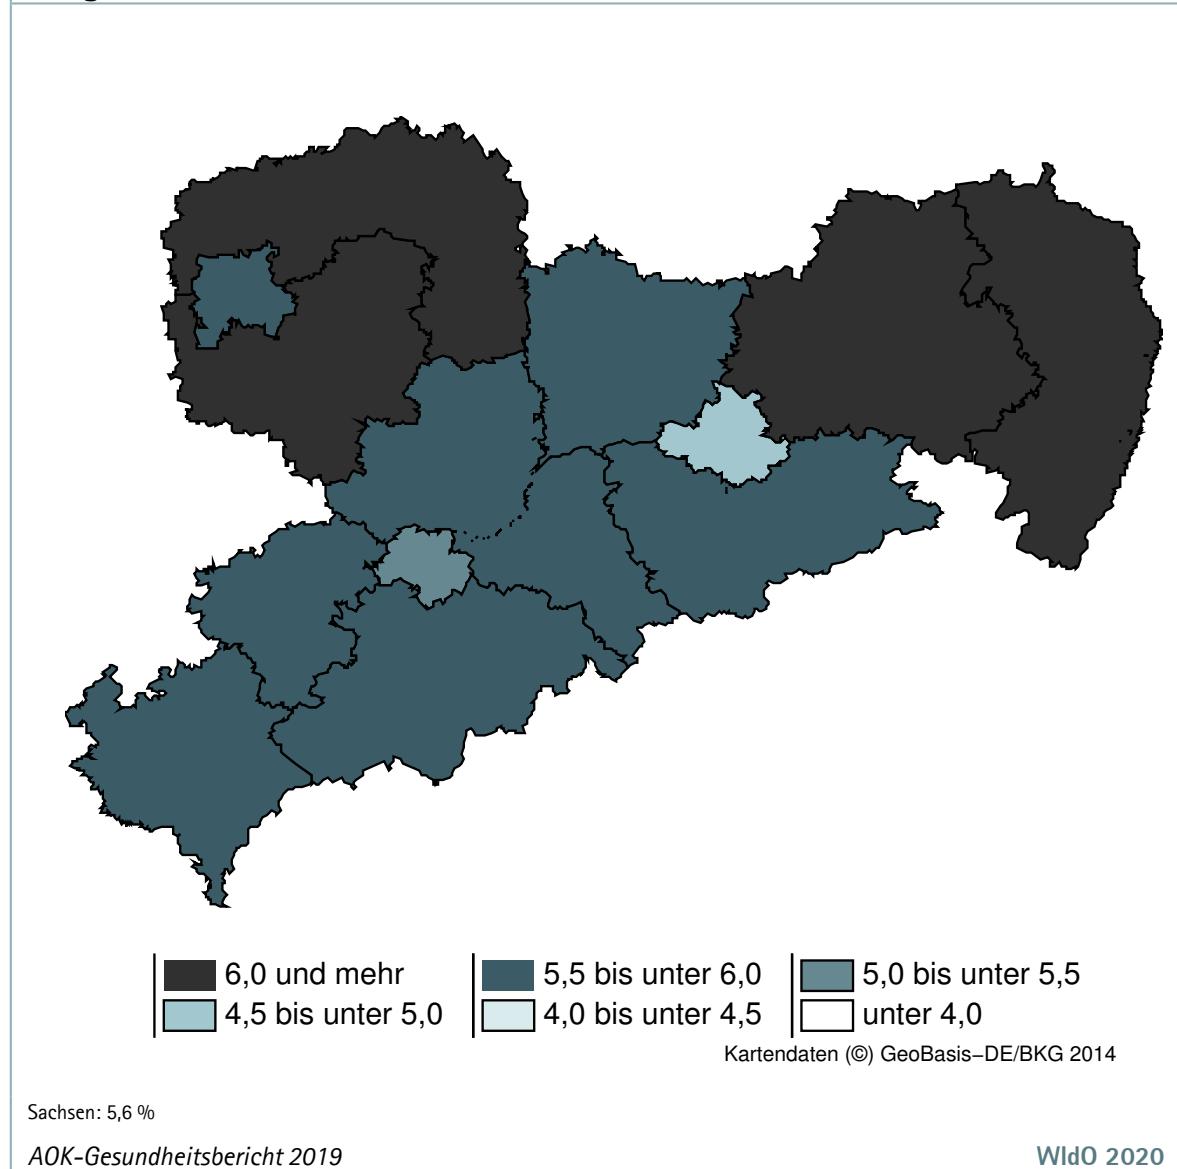 6,0 und mehr
5,5 bis unter 6,0
5,0 bis unter 5,5
4,5 bis unter 5,0
4,0 bis unter 4,5
unter 4,0
Kartendaten (©) GeoBasis−DE/BKG 2014
Sachsen: 5,6 %
AOK-Gesundheitsbericht 2019
WIdO 2020